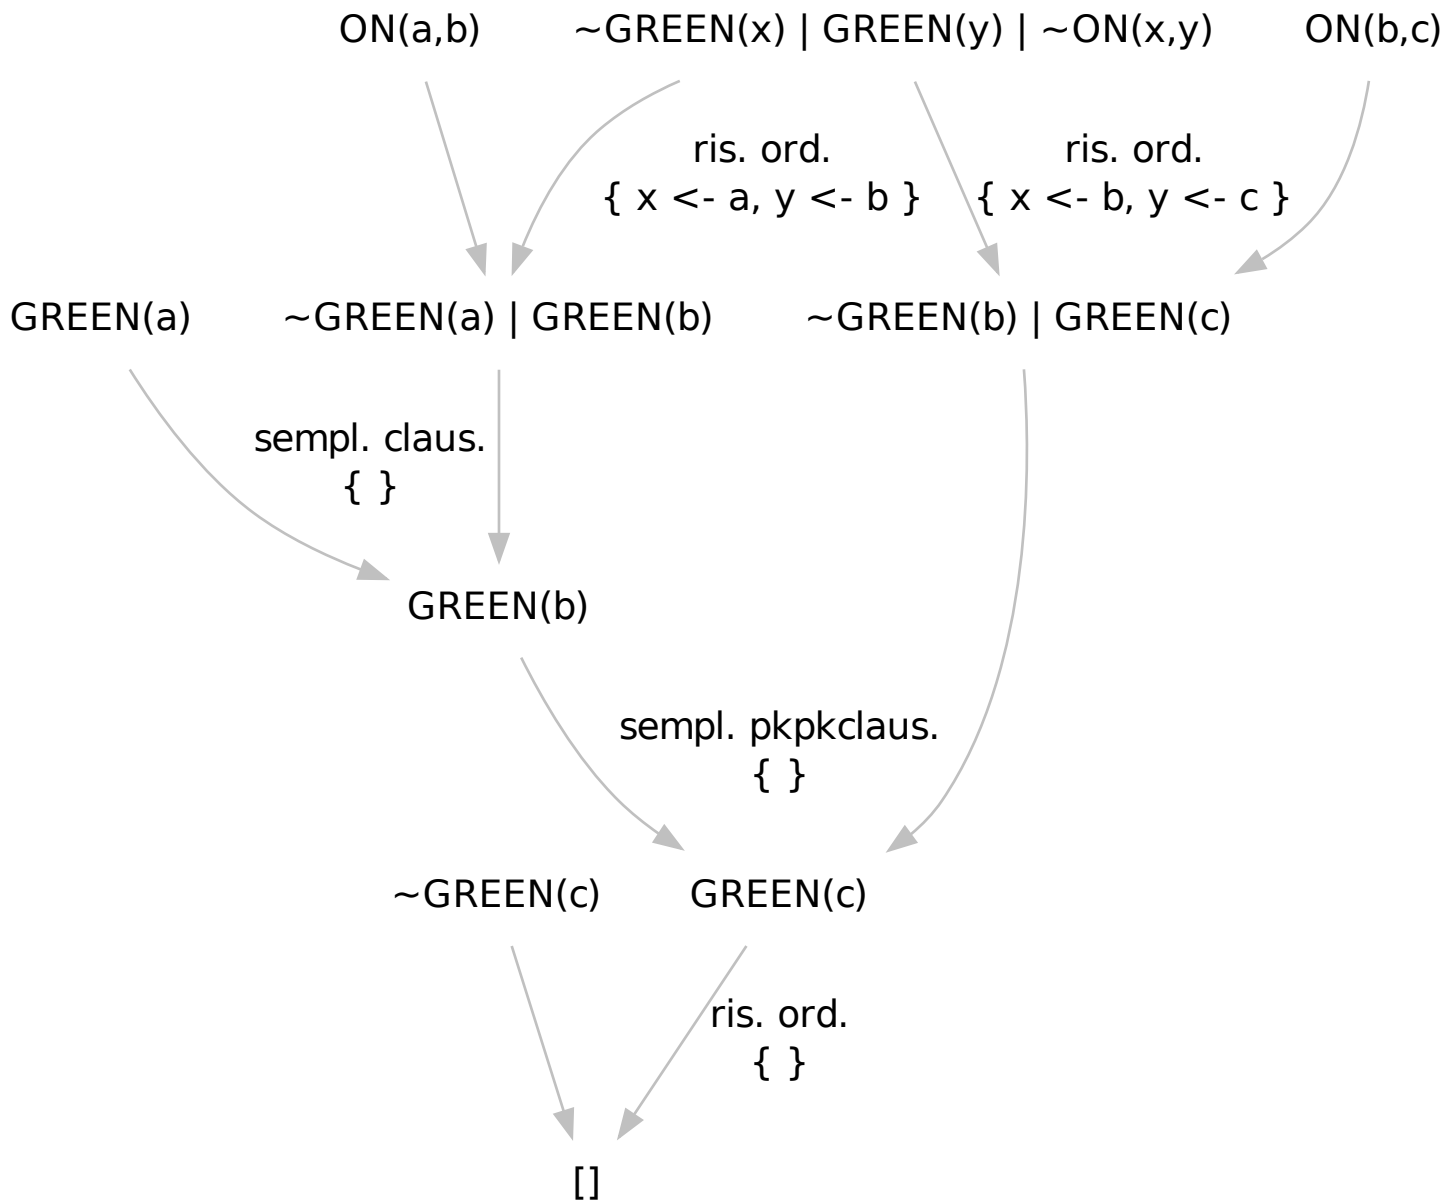 ON(a,b)
~GREEN(x) | GREEN(y) | ~ON(x,y)
ON(b,c)
ris. ord.
{ x <- a, y <- b }
ris. ord.
{ x <- b, y <- c }
GREEN(a)
~GREEN(a) | GREEN(b)
~GREEN(b) | GREEN(c)
sempl. claus.
{ }
GREEN(b)
sempl. pkpkclaus.
{ }
~GREEN(c)
GREEN(c)
ris. ord.
{ }
[]